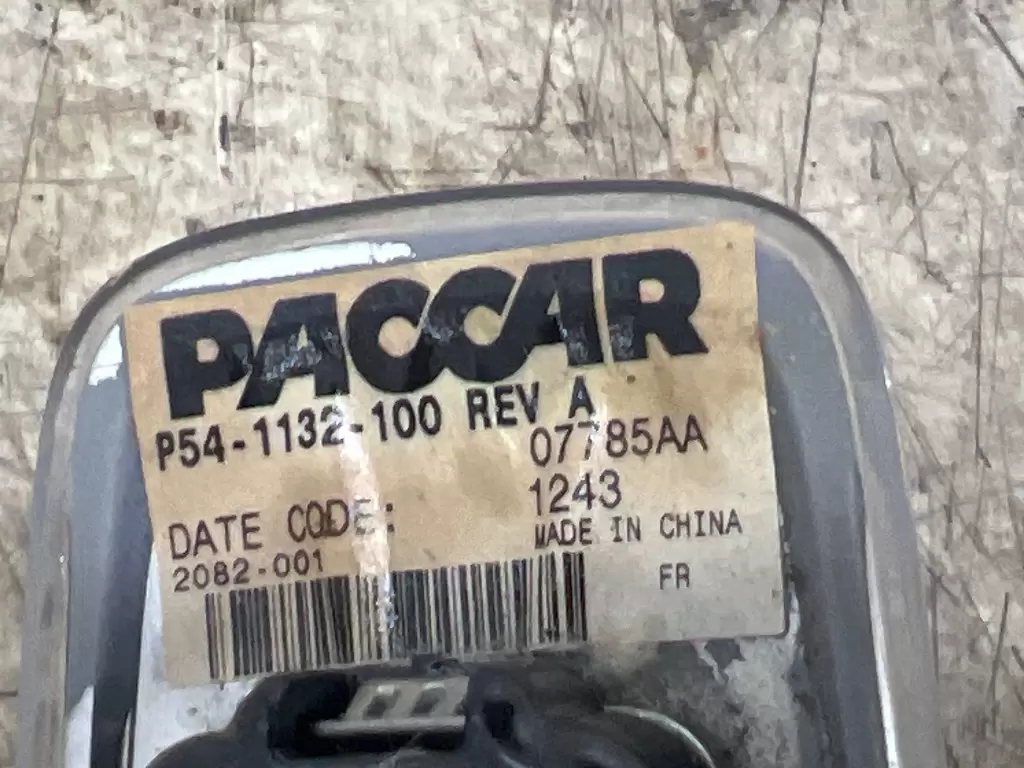 PACCAR
P54-1132-100 REV A
07785AA
DATE CODE: 1243
2082-001 MADE IN CHINA
FR